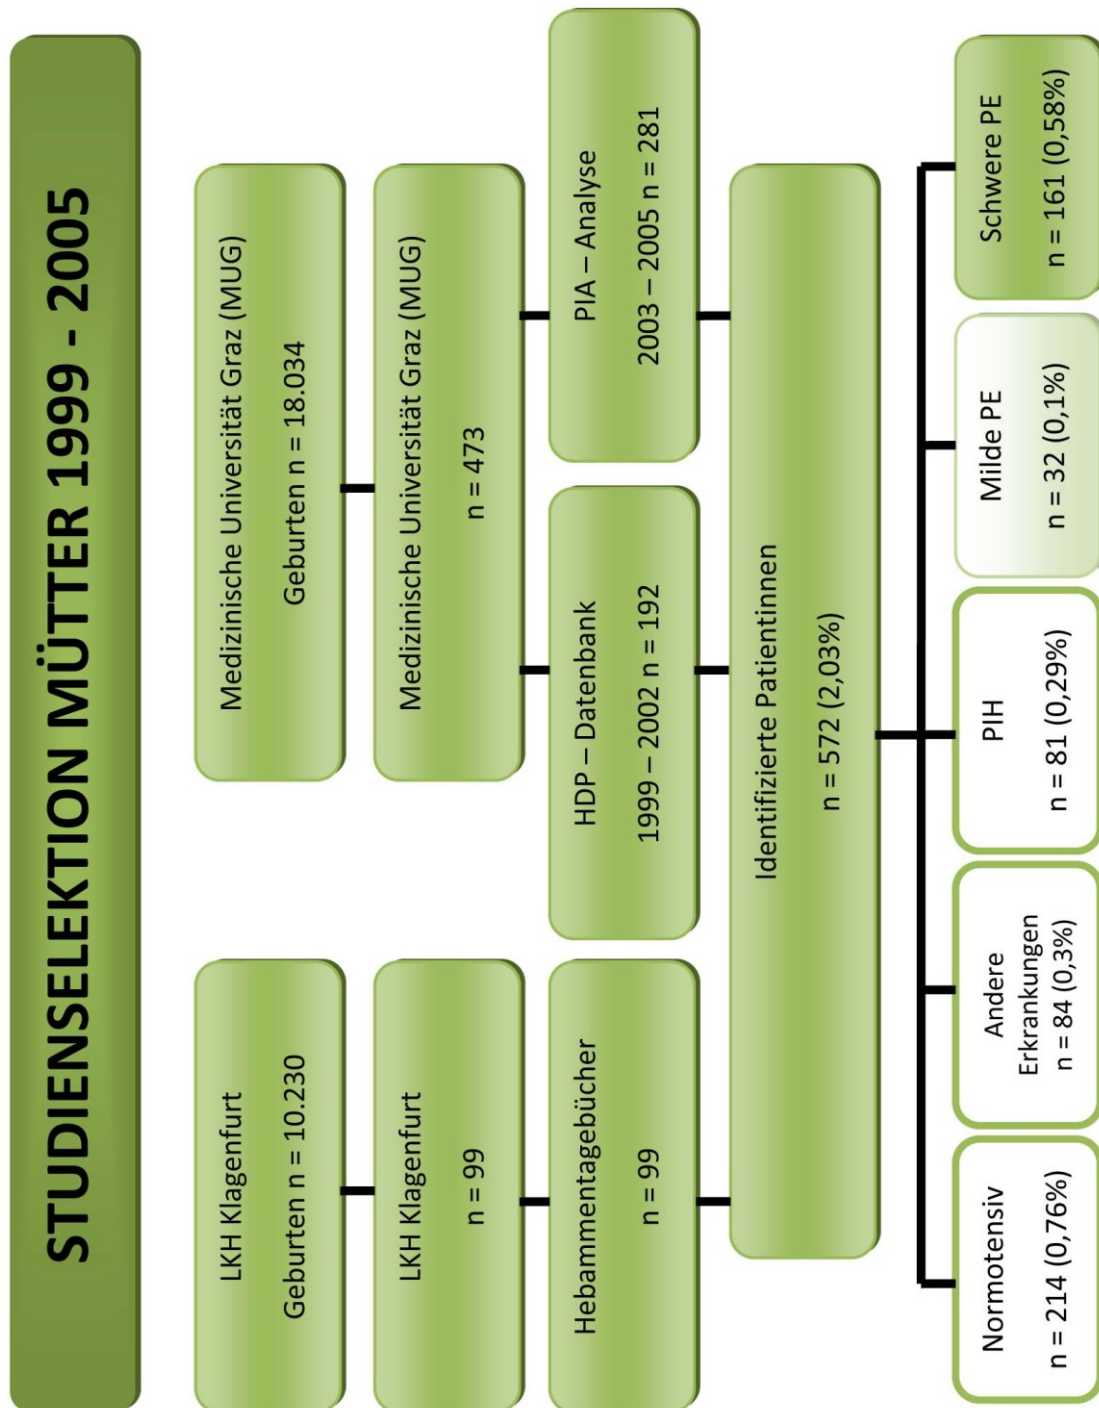 STUDIENSELEKTION MÜTTER 1999 - 2005
LKH Klagenfurt
Geburten n = 10.230
Medizinische Universität Graz (MUG)
Geburten n = 18.034
LKH Klagenfurt
n = 99
Medizinische Universität Graz (MUG)
n = 473
Hebammentagebücher
n = 99
HDP – Datenbank
1999 – 2002 n = 192
PIA – Analyse
2003 – 2005 n = 281
Identifizierte Patientinnen
n = 572 (2,03%)
Normotensiv
n = 214 (0,76%)
Andere
Erkrankungen
n = 84 (0,3%)
PIH
n = 81 (0,29%)
Milde PE
n = 32 (0,1%)
Schwere PE
n = 161 (0,58%)